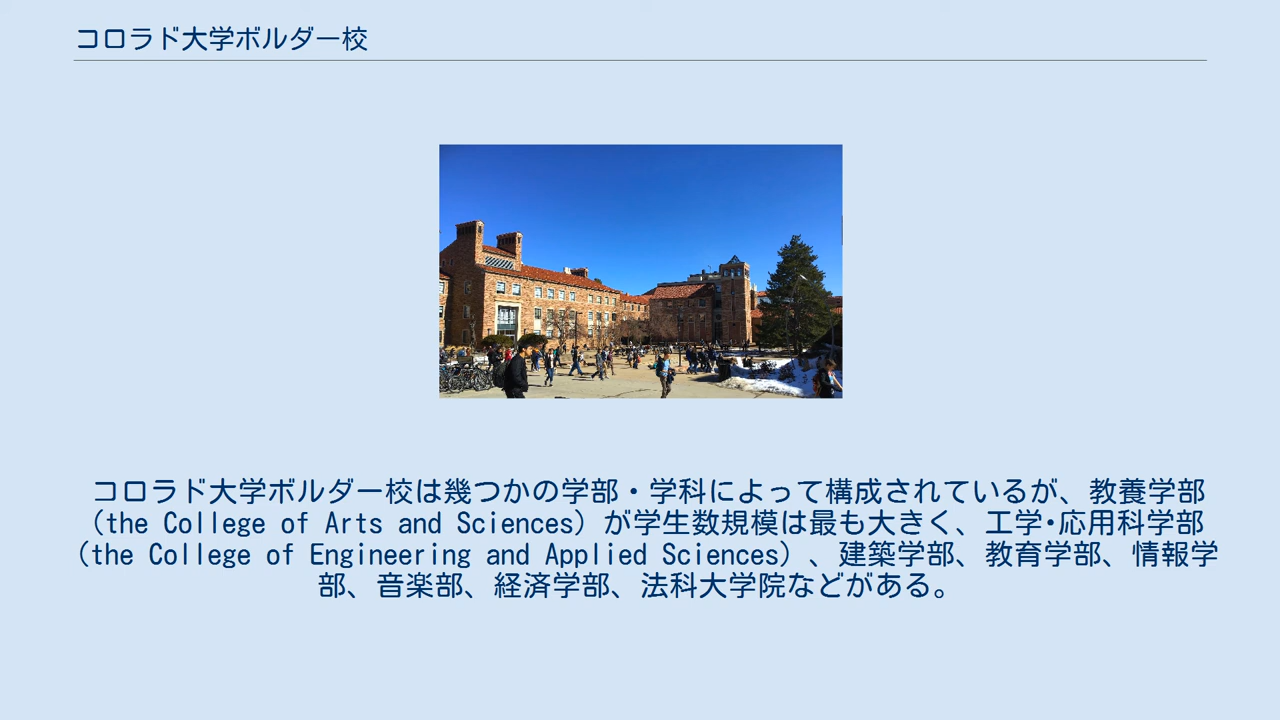 コロラド大学ボルダー校
コロラド大学ボルダー校は幾つかの学部・学科によって構成されているが、教養学部
（the College of Arts and Sciences）が学生数規模は最も大きく、工学･応用科学部
（the College of Engineering and Applied Sciences）、建築学部、教育学部、情報学
部、音楽部、経済学部、法科大学院などがある。